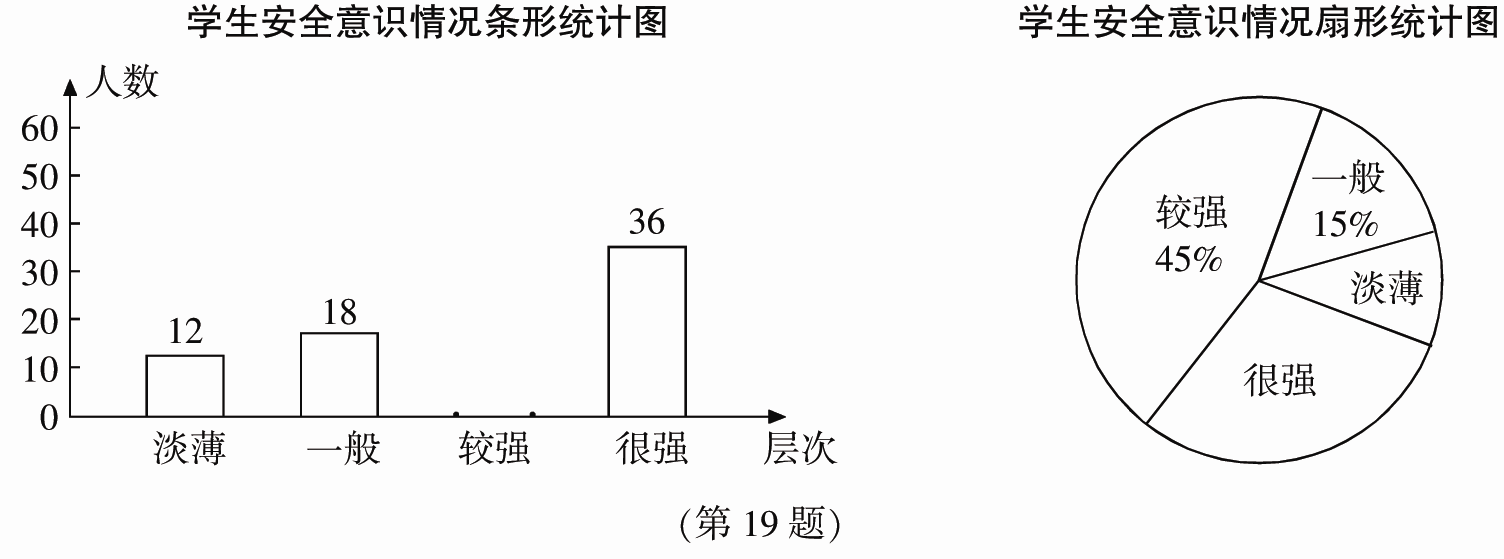 学生安全意识情况条形统计图
人数
60
50
40
30
20
10
0
12
18
36
淡薄
一般
较强
很强
层次
学生安全意识情况扇形统计图
较强
45%
一般
15%
淡薄
很强
(第 19 题)